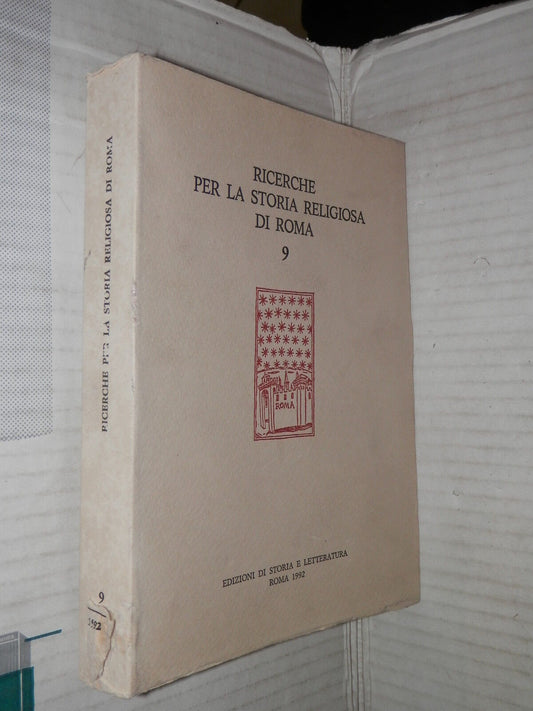 RICERCHE
PER LA STORIA RELIGIOSA
DI ROMA
9
ROMA
EDIZIONI DI STORIA E LETTERATURA
ROMA 1992
RICERCHE PER LA STORIA RELIGIOSA DI ROMA
9
1992